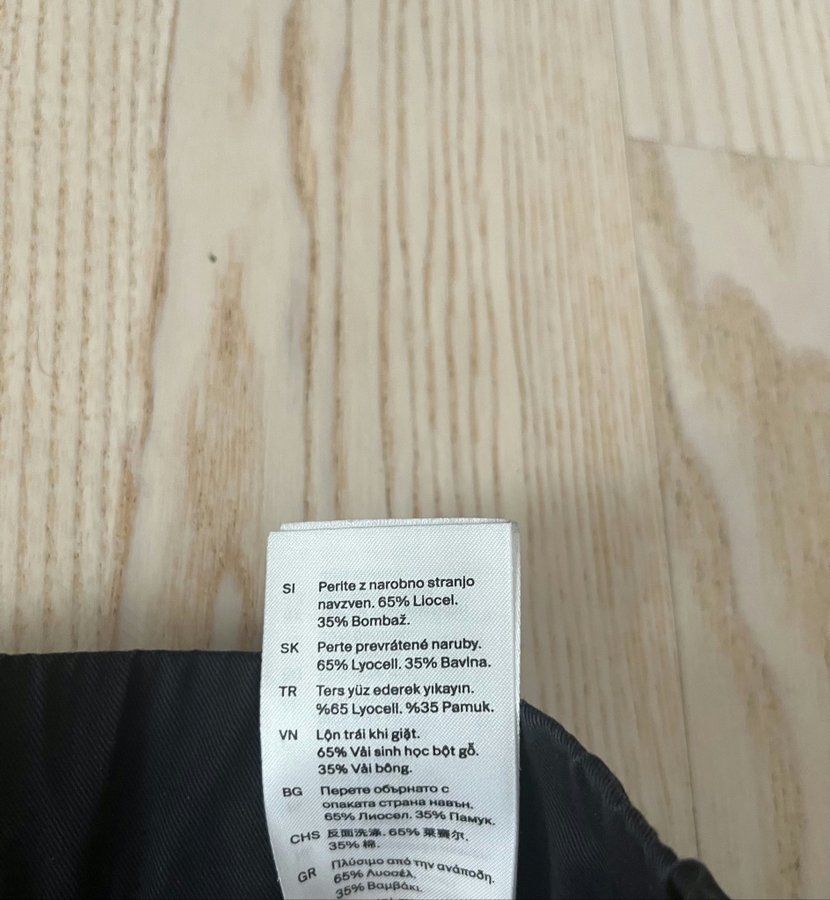 SI Perite z narobno stranjo
navzven. 65% Liocel.
35% Bombaž.
SK Perte prevrátené naruby.
65% Lyocell. 35% Bavlna.
TR Ters yüz ederek yıkayın.
%65 Lyocell. %35 Pamuk.
VN Lộn trái khi giặt.
65% Vải sinh học bột gỗ.
35% Vải bông.
BG Перете обърнато с
опаката страна навън.
65% Лиосел. 35% Памук.
CHS 反面洗涤. 65% 莱赛尔.
35% 棉.
GR Πλύσιμο από την ανάποδη.
65% Λυοσέλ.
35% Βαμβάκι.